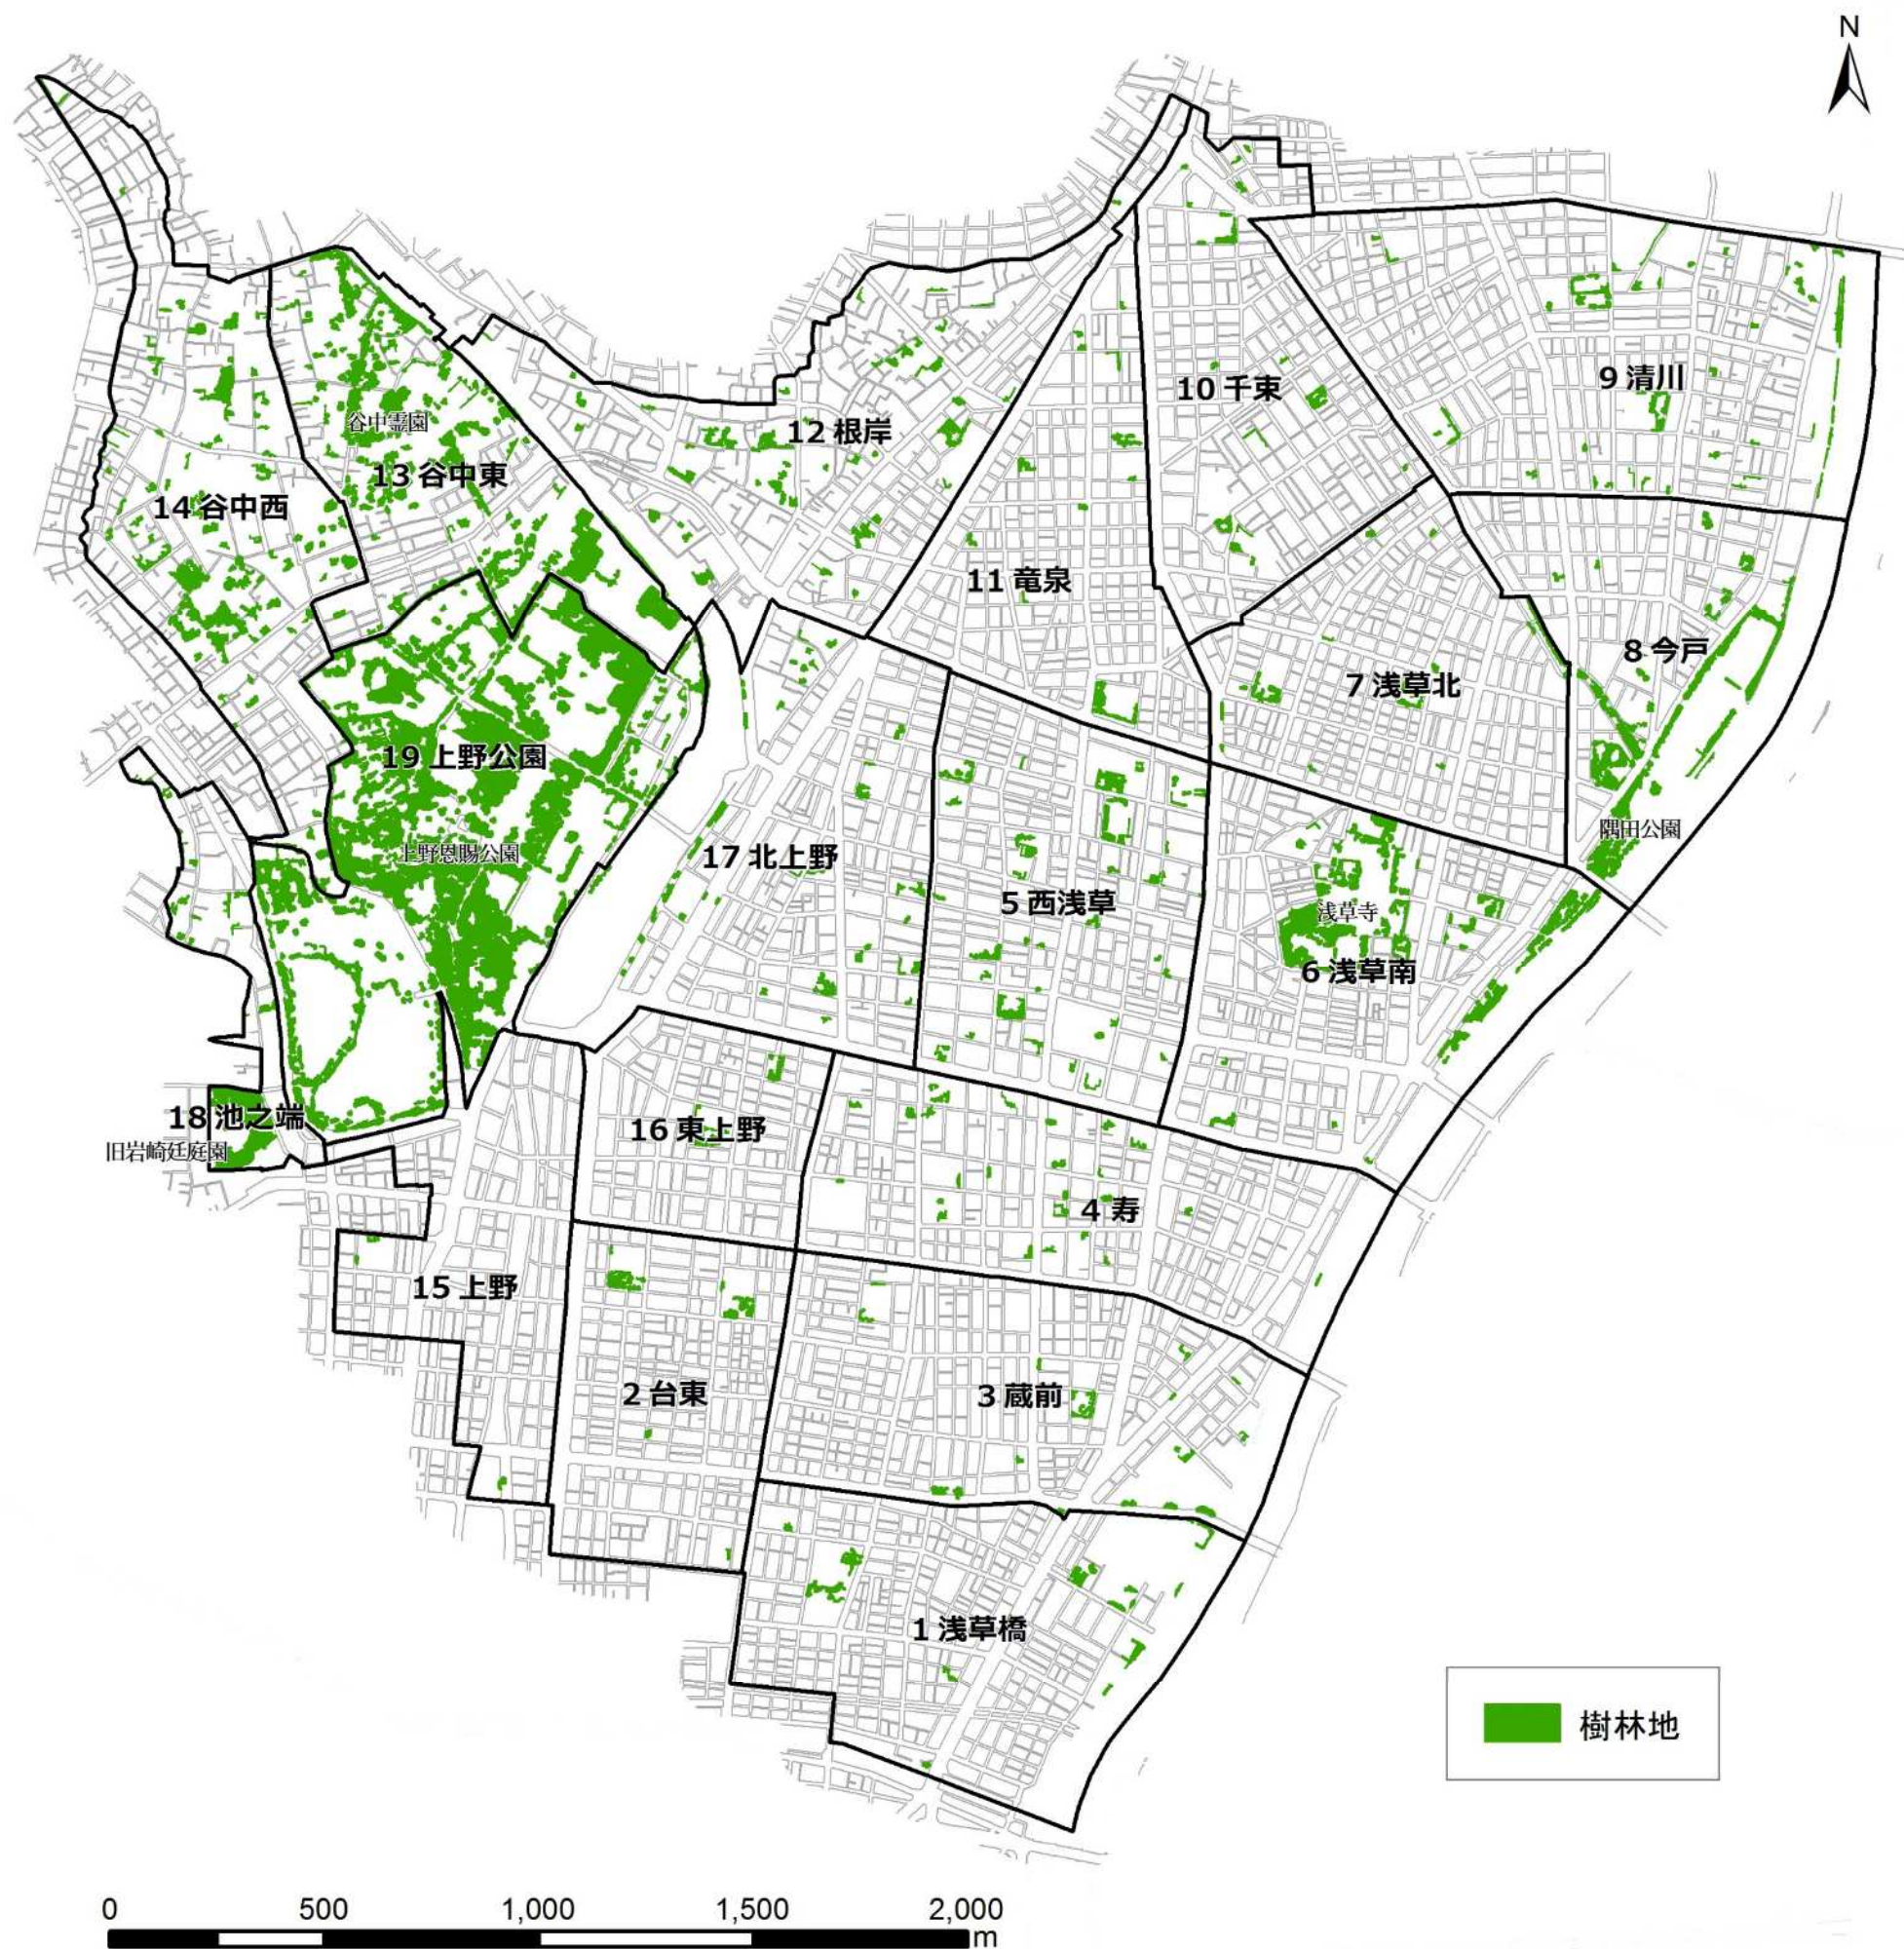 N
10 千束
9 清川
谷中霊園
12 根岸
13 谷中東
14 谷中西
11 竜泉
8 今戸
7 浅草北
19 上野公園
隅田公園
上野恩賜公園
17 北上野
5 西浅草
浅草寺
6 浅草南
18 池之端
16 東上野
旧岩崎廷庭園
4 寿
15 上野
2 台東
3 蔵前
1 浅草橋
樹林地
0 500 1,000 1,500 2,000
m